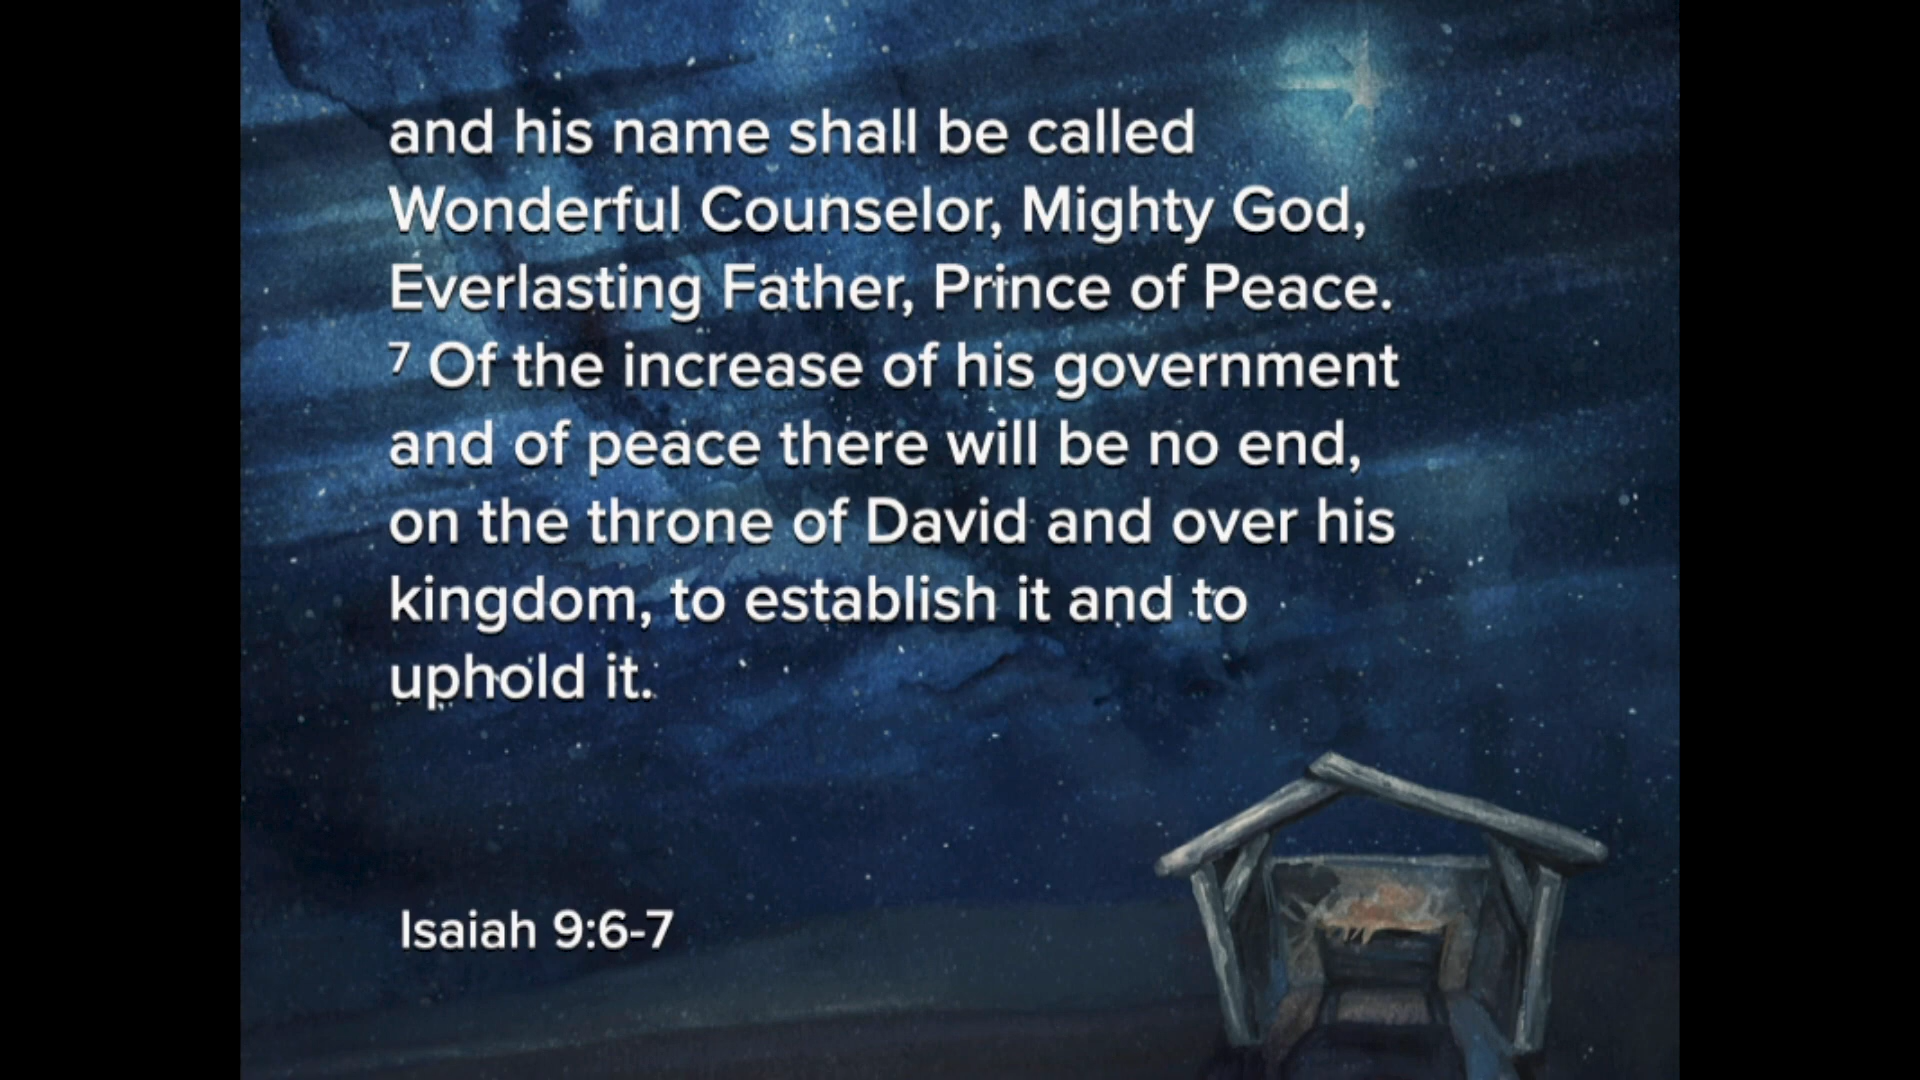 and his name shall be called
Wonderful Counselor, Mighty God,
Everlasting Father, Prince of Peace.
⁷ Of the increase of his government
and of peace there will be no end,
on the throne of David and over his
kingdom, to establish it and to
uphold it.
Isaiah 9:6-7